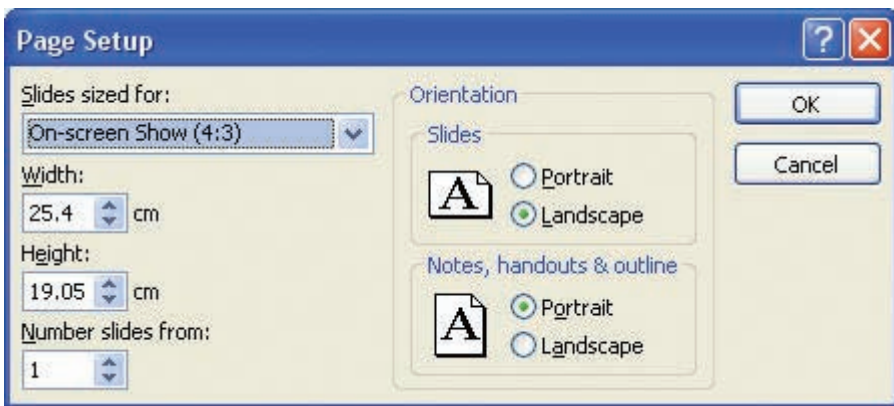 Page Setup
Slides sized for:
On-screen Show (4:3)
Width:
25.4 cm
Height:
19.05 cm
Number slides from:
1
Orientation
Slides
A
Portrait
Landscape
Notes, handouts & outline
A
Portrait
Landscape
OK
Cancel